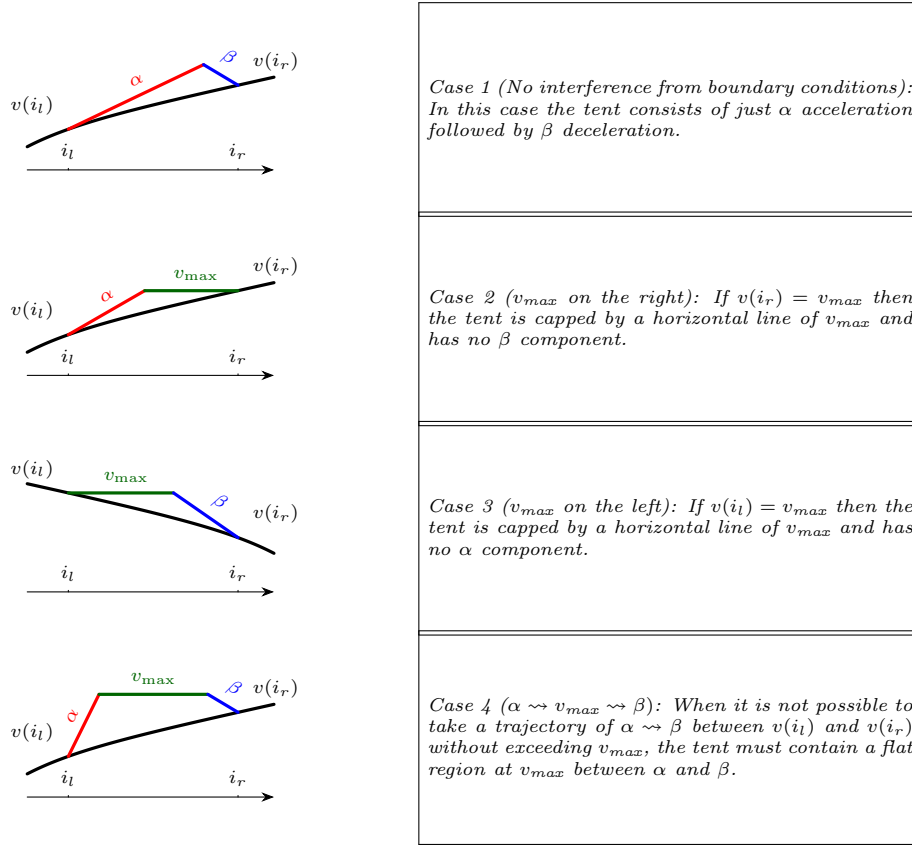 v(i_l)
α
β
v(i_r)
i_l
i_r
Case 1 (No interference from boundary conditions):
In this case the tent consists of just α acceleration
followed by β deceleration.
v(i_l)
α
v_max
v(i_r)
i_l
i_r
Case 2 (v_max on the right): If v(i_r) = v_max then
the tent is capped by a horizontal line of v_max and
has no β component.
v(i_l)
v_max
β
v(i_r)
i_l
i_r
Case 3 (v_max on the left): If v(i_l) = v_max then the
tent is capped by a horizontal line of v_max and has
no α component.
v(i_l)
α
v_max
β
v(i_r)
i_l
i_r
Case 4 (α ⇝ v_max ⇝ β): When it is not possible to
take a trajectory of α ⇝ β between v(i_l) and v(i_r)
without exceeding v_max, the tent must contain a flat
region at v_max between α and β.